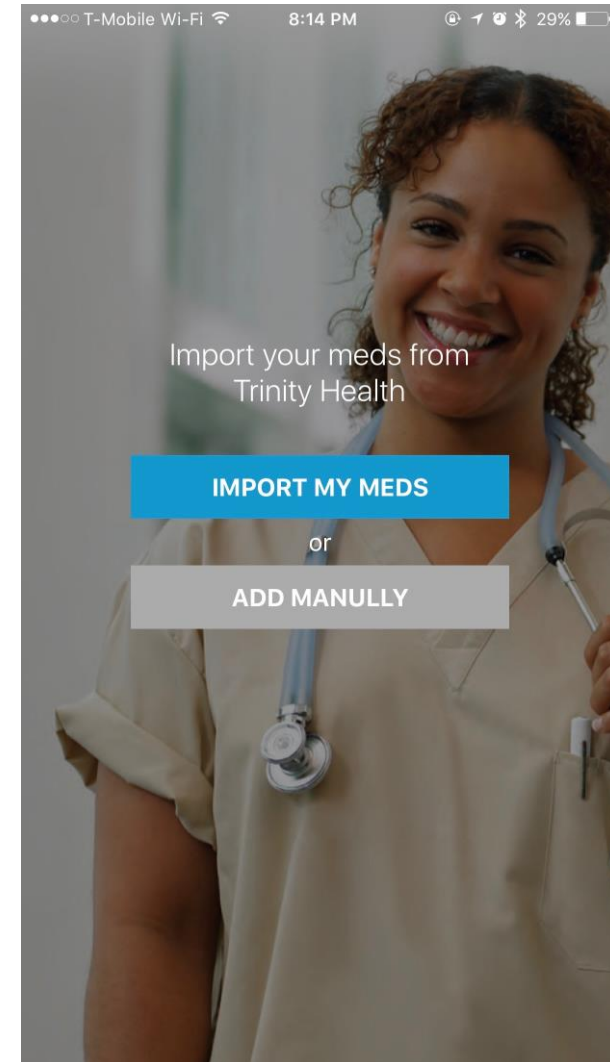 ●●●○○ T-Mobile Wi-Fi 8:14 PM 29%
Import your meds from
Trinity Health
IMPORT MY MEDS
or
ADD MANULLY